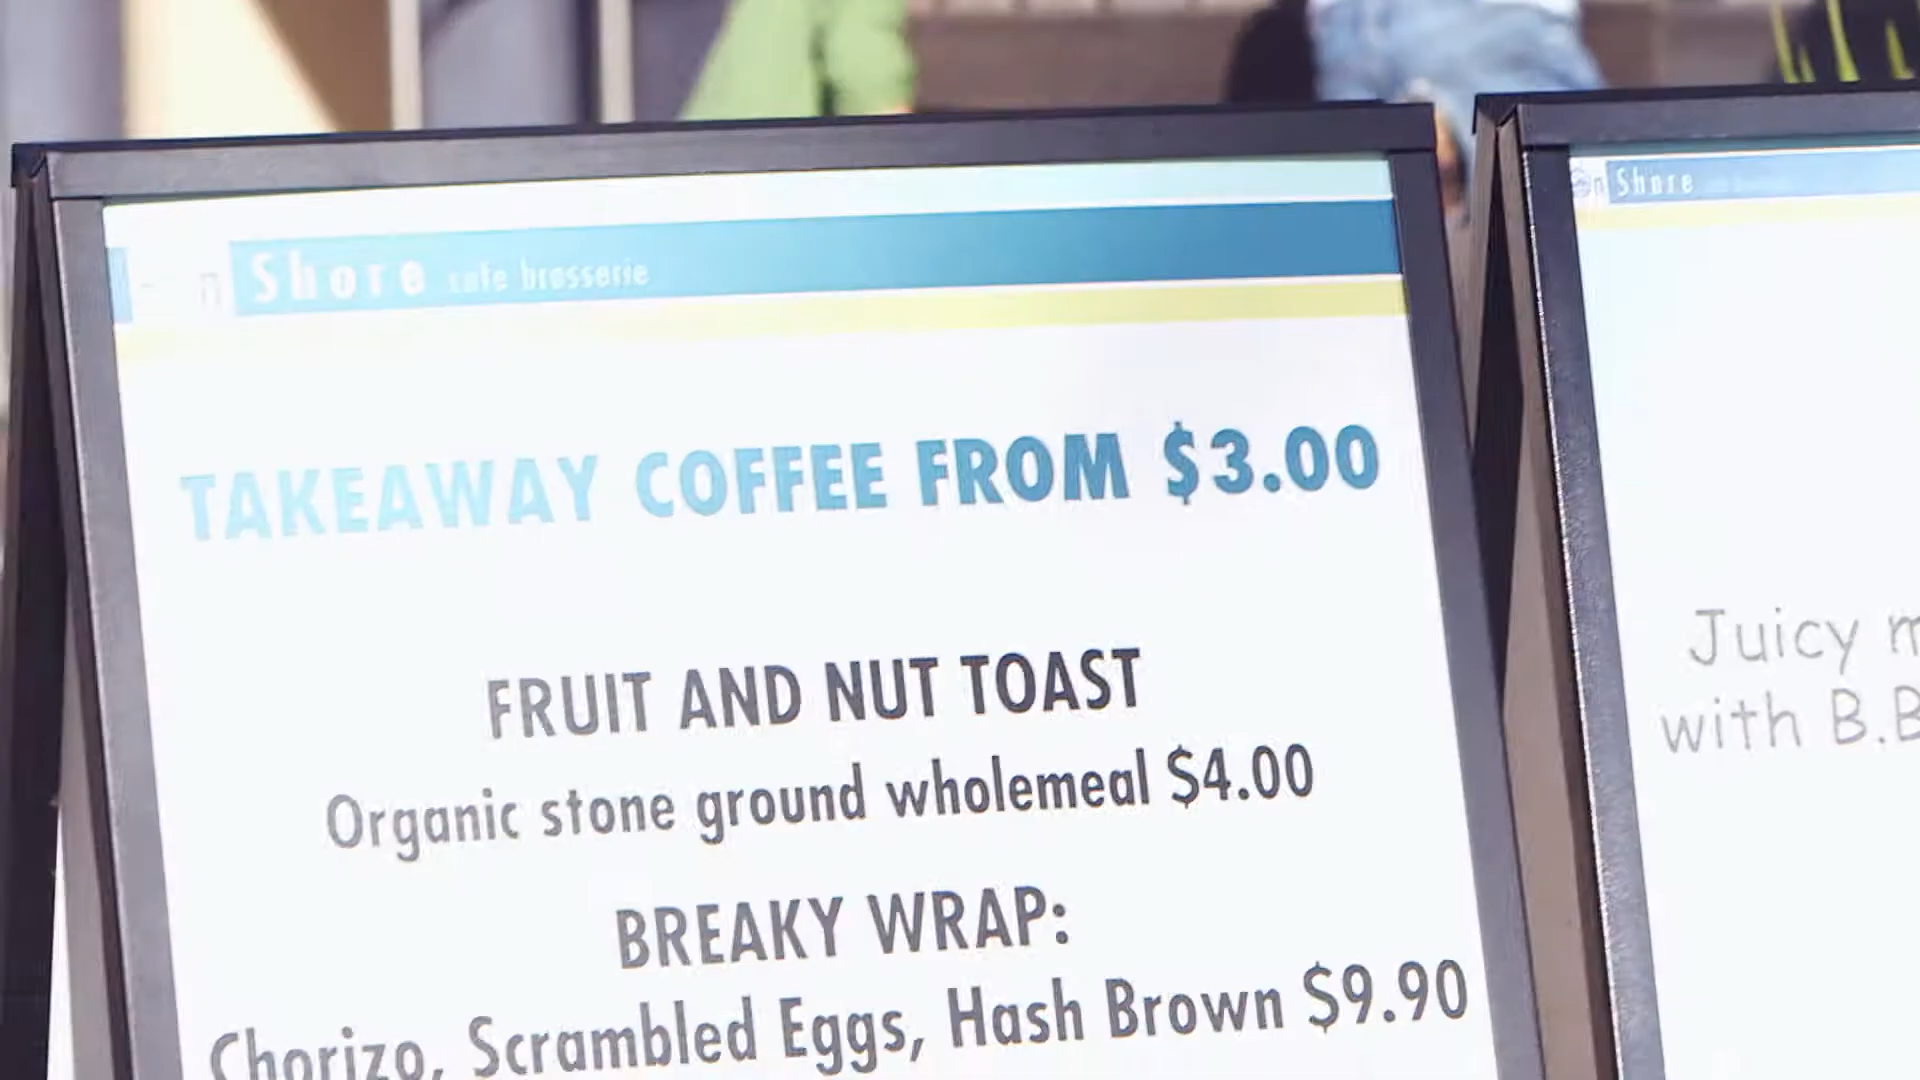 n Shore cafe brasserie
TAKEAWAY COFFEE FROM $3.00
FRUIT AND NUT TOAST
Organic stone ground wholemeal $4.00
BREAKY WRAP:
Chorizo, Scrambled Eggs, Hash Brown $9.90
On Shore
Juicy m
with B.B